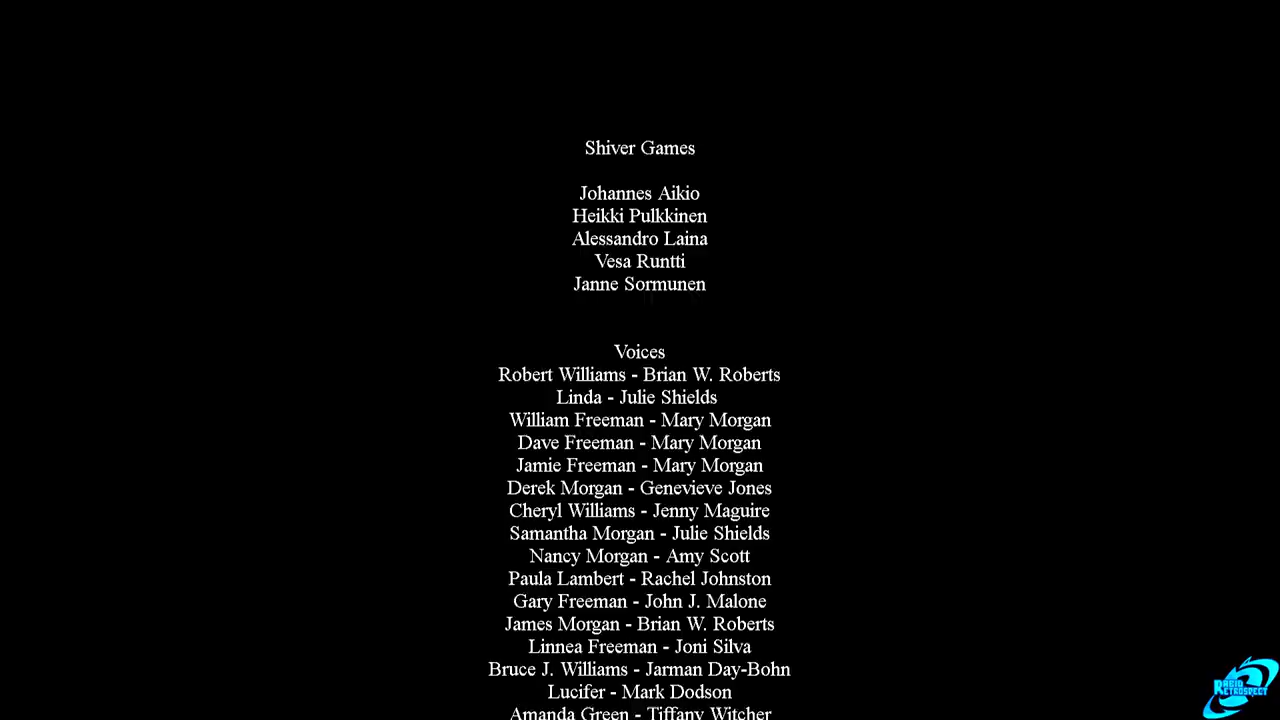 Shiver Games
Johannes Aikio
Heikki Pulkkinen
Alessandro Laina
Vesa Runtti
Janne Sormunen
Voices
Robert Williams - Brian W. Roberts
Linda - Julie Shields
William Freeman - Mary Morgan
Dave Freeman - Mary Morgan
Jamie Freeman - Mary Morgan
Derek Morgan - Genevieve Jones
Cheryl Williams - Jenny Maguire
Samantha Morgan - Julie Shields
Nancy Morgan - Amy Scott
Paula Lambert - Rachel Johnston
Gary Freeman - John J. Malone
James Morgan - Brian W. Roberts
Linnea Freeman - Joni Silva
Bruce J. Williams - Jarman Day-Bohn
Lucifer - Mark Dodson
Amanda Green - Tiffany Witcher
Rabid
Retrospect